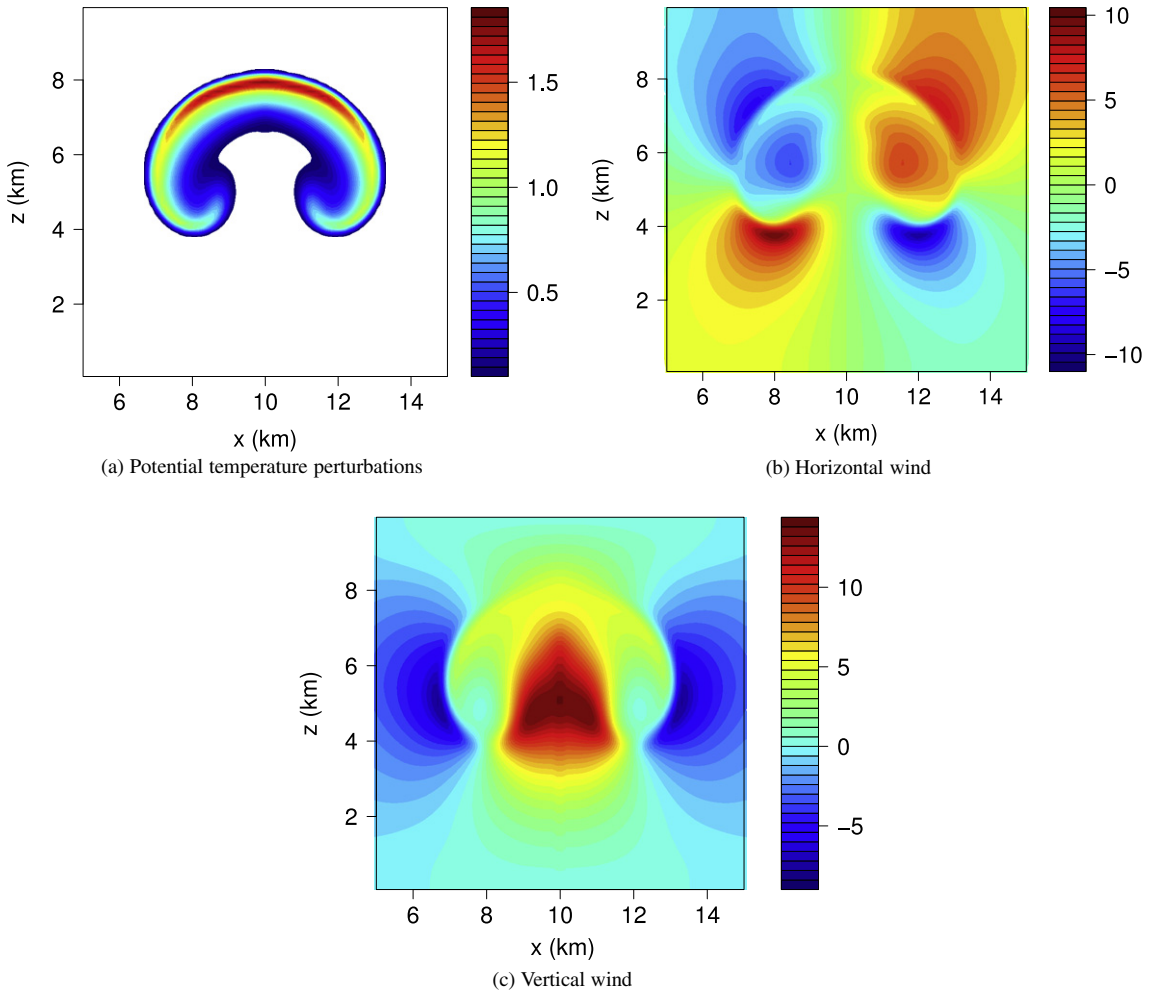 8
6
4
2
z (km)
6 8 10 12 14
x (km)
1.5
1.0
0.5
(a) Potential temperature perturbations
8
6
4
2
z (km)
6 8 10 12 14
x (km)
10
5
0
−5
−10
(b) Horizontal wind
8
6
4
2
z (km)
6 8 10 12 14
x (km)
10
5
0
−5
(c) Vertical wind